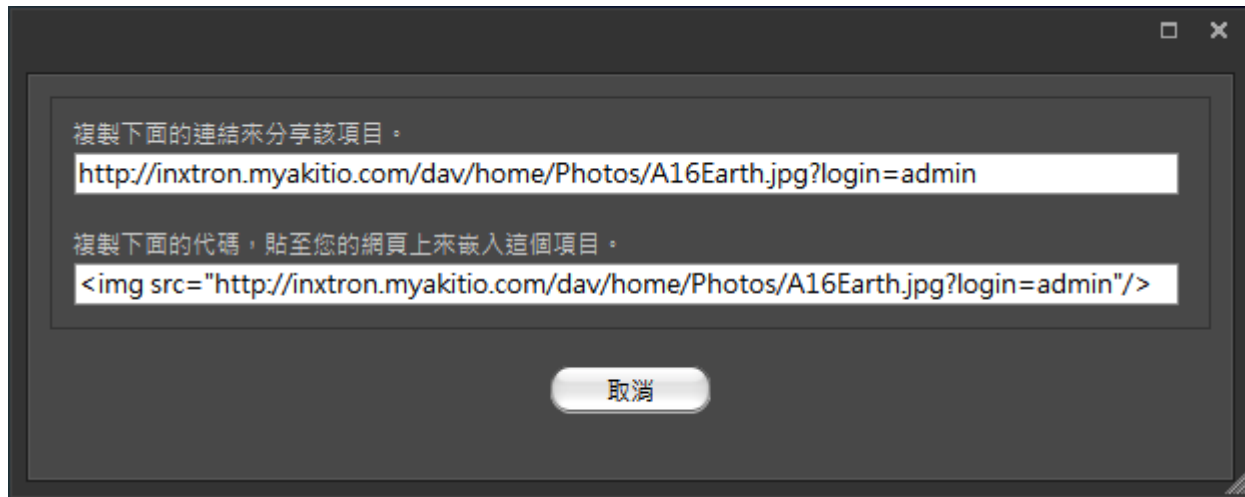 複製下面的連結來分享該項目。
http://inxtron.myakitio.com/dav/home/Photos/A16Earth.jpg?login=admin
複製下面的代碼，貼至您的網頁上來嵌入這個項目。
<img src="http://inxtron.myakitio.com/dav/home/Photos/A16Earth.jpg?login=admin"/>
取消